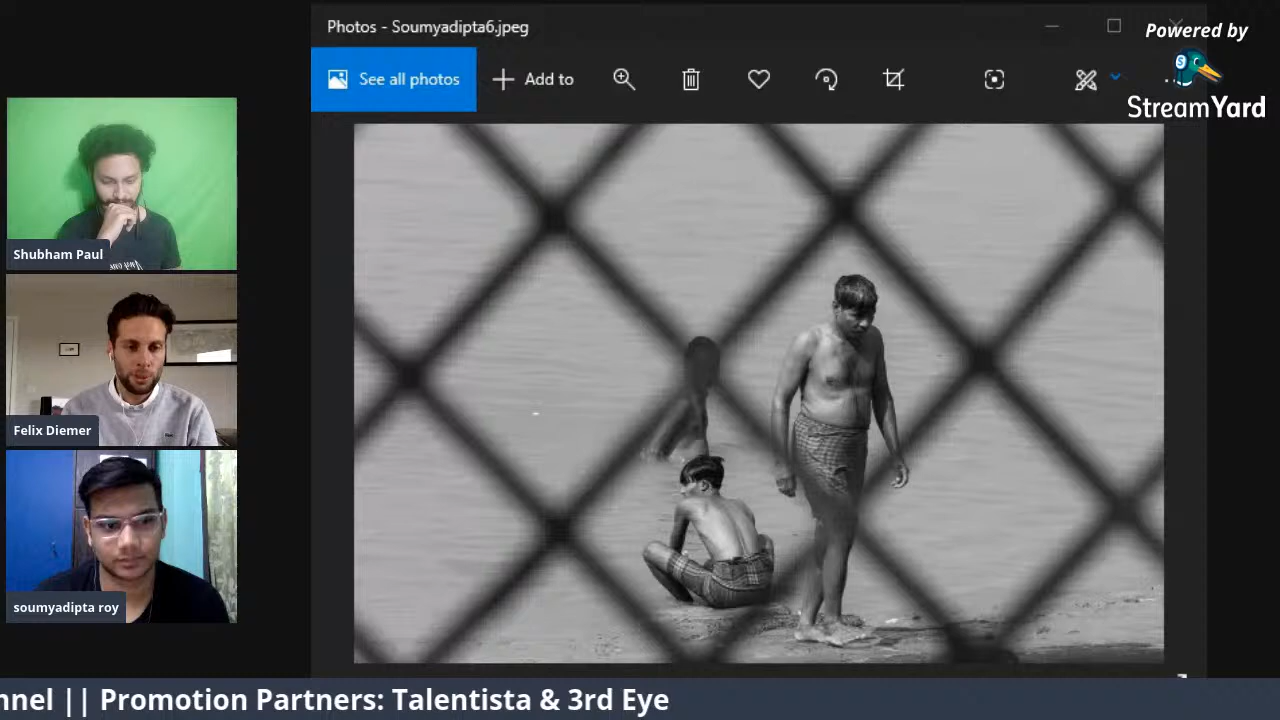 Photos - Soumyadipta6.jpeg
Powered by
See all photos
Add to
StreamYard
Shubham Paul
Felix Diemer
soumyadipta roy
nnel || Promotion Partners: Talentista & 3rd Eye